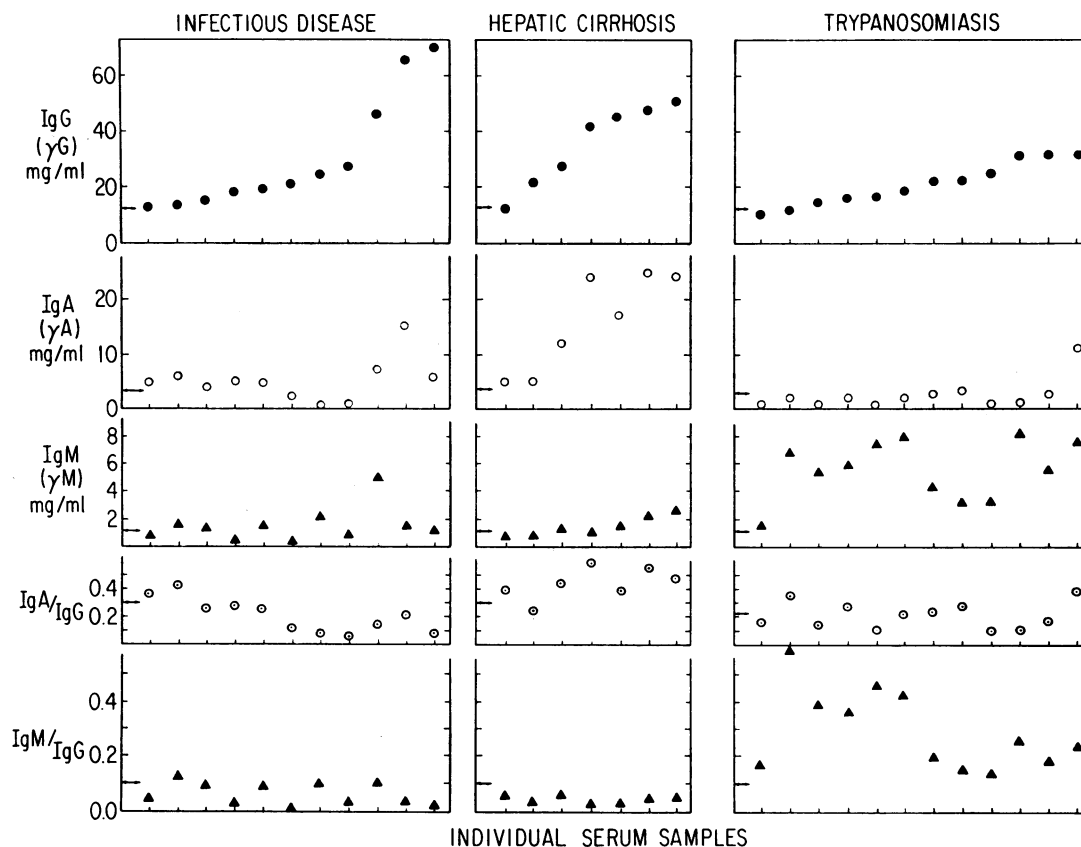 INFECTIOUS DISEASE
HEPATIC CIRRHOSIS
TRYPANOSOMIASIS
IgG
(γG)
mg/ml
60
40
20
0
IgA
(γA)
mg/ml
20
10
0
IgM
(γM)
mg/ml
8
6
4
2
IgA/IgG
0.4
0.2
IgM/IgG
0.4
0.2
0.0
INDIVIDUAL SERUM SAMPLES